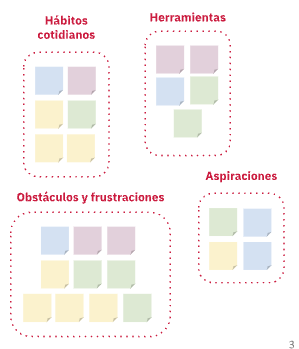 Hábitos
cotidianos
Herramientas
Obstáculos y frustraciones
Aspiraciones
3